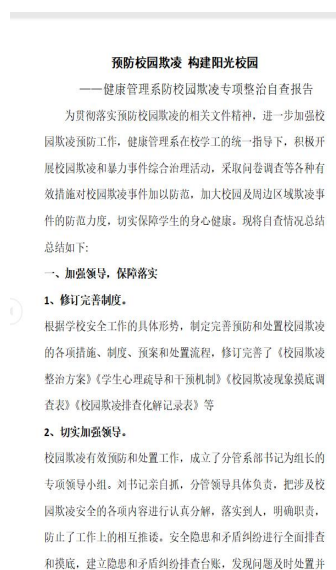 预防校园欺凌 构建阳光校园
——健康管理系防校园欺凌专项整治自查报告
为贯彻落实预防校园欺凌的相关文件精神，进一步加强校
园欺凌预防工作，健康管理系在校学工的统一指导下，积极开
展校园欺凌和暴力事件综合治理活动，采取问卷调查等各种有
效措施对校园欺凌事件加以防范，加大校园及周边区域欺凌事
件的防范力度，切实保障学生的身心健康。现将自查情况总结
总结如下:
一、加强领导，保障落实
1、修订完善制度。
根据学校安全工作的具体形势，制定完善预防和处置校园欺凌
的各项措施、制度、预案和处置流程，修订完善了《校园欺凌
整治方案》《学生心理疏导和干预机制》《校园欺凌现象摸底调
查表》《校园欺凌排查化解记录表》等
2、切实加强领导。
校园欺凌有效预防和处置工作，成立了分管系部书记为组长的
专项领导小组。刘书记亲自抓，分管领导具体负责，把涉及校
园欺凌安全的各项内容进行认真分解，落实到人，明确职责，
防止了工作上的相互推诿。安全隐患和矛盾纠纷进行全面排查
和摸底，建立隐患和矛盾纠纷排查台账，发现问题及时处置并